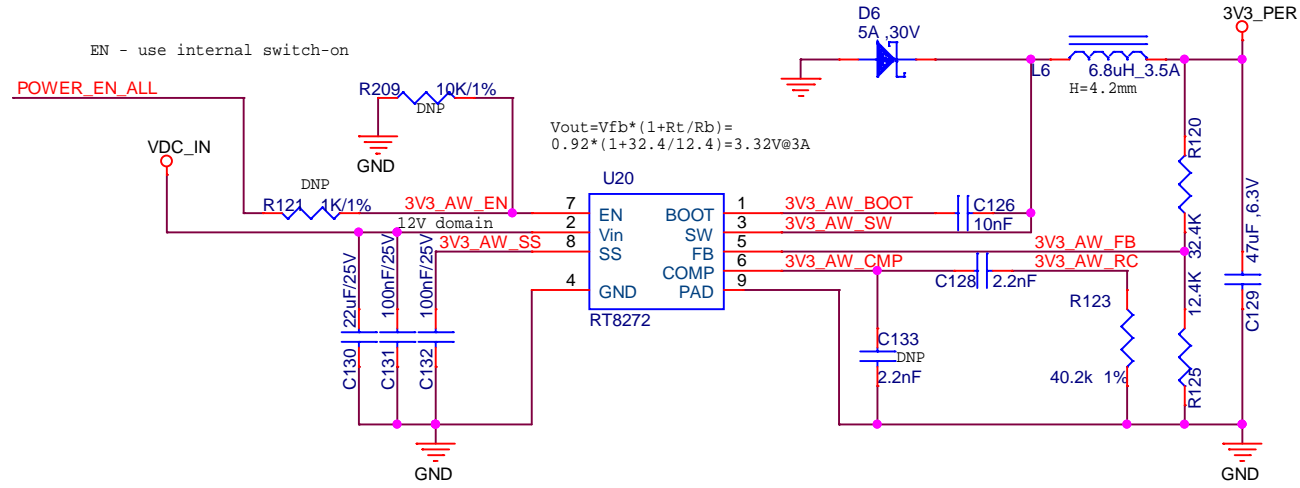 D6
5A ,30V
3V3_PER
EN - use internal switch-on
L6
6.8uH_3.5A
H=4.2mm
POWER_EN_ALL
R209
10K/1%
DNP
GND
Vout=Vfb*(1+Rt/Rb)=
0.92*(1+32.4/12.4)=3.32V@3A
VDC_IN
R120
32.4K
47uF ,6.3V
C129
U20
DNP
R121
1K/1%
3V3_AW_EN
7
EN
BOOT
1
3V3_AW_BOOT
C126
10nF
12V domain
2
Vin
SW
3
3V3_AW_SW
3V3_AW_SS
8
SS
FB
5
3V3_AW_FB
COMP
6
3V3_AW_CMP
C128
2.2nF
3V3_AW_RC
4
GND
PAD
9
RT8272
22uF/25V
100nF/25V
100nF/25V
C130
C131
C132
R123
40.2k 1%
12.4K
R125
C133
DNP
2.2nF
GND
GND